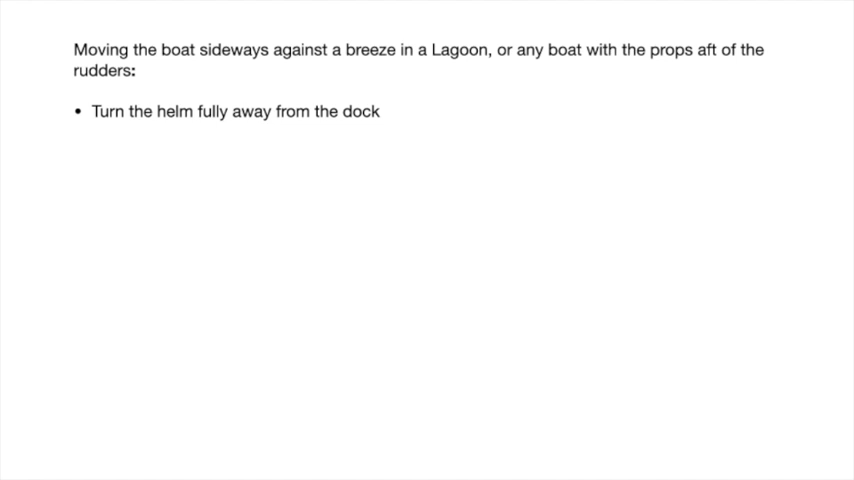 Moving the boat sideways against a breeze in a Lagoon, or any boat with the props aft of the
rudders:
• Turn the helm fully away from the dock